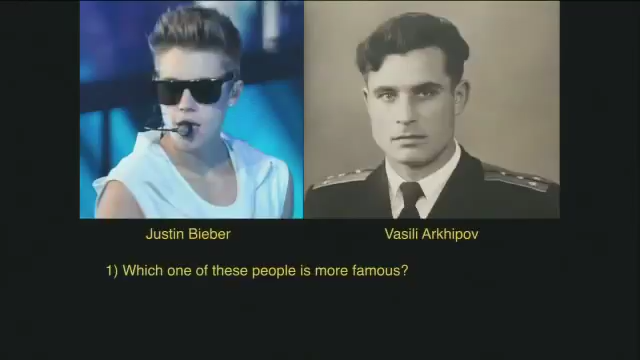 Justin Bieber
Vasili Arkhipov
1) Which one of these people is more famous?